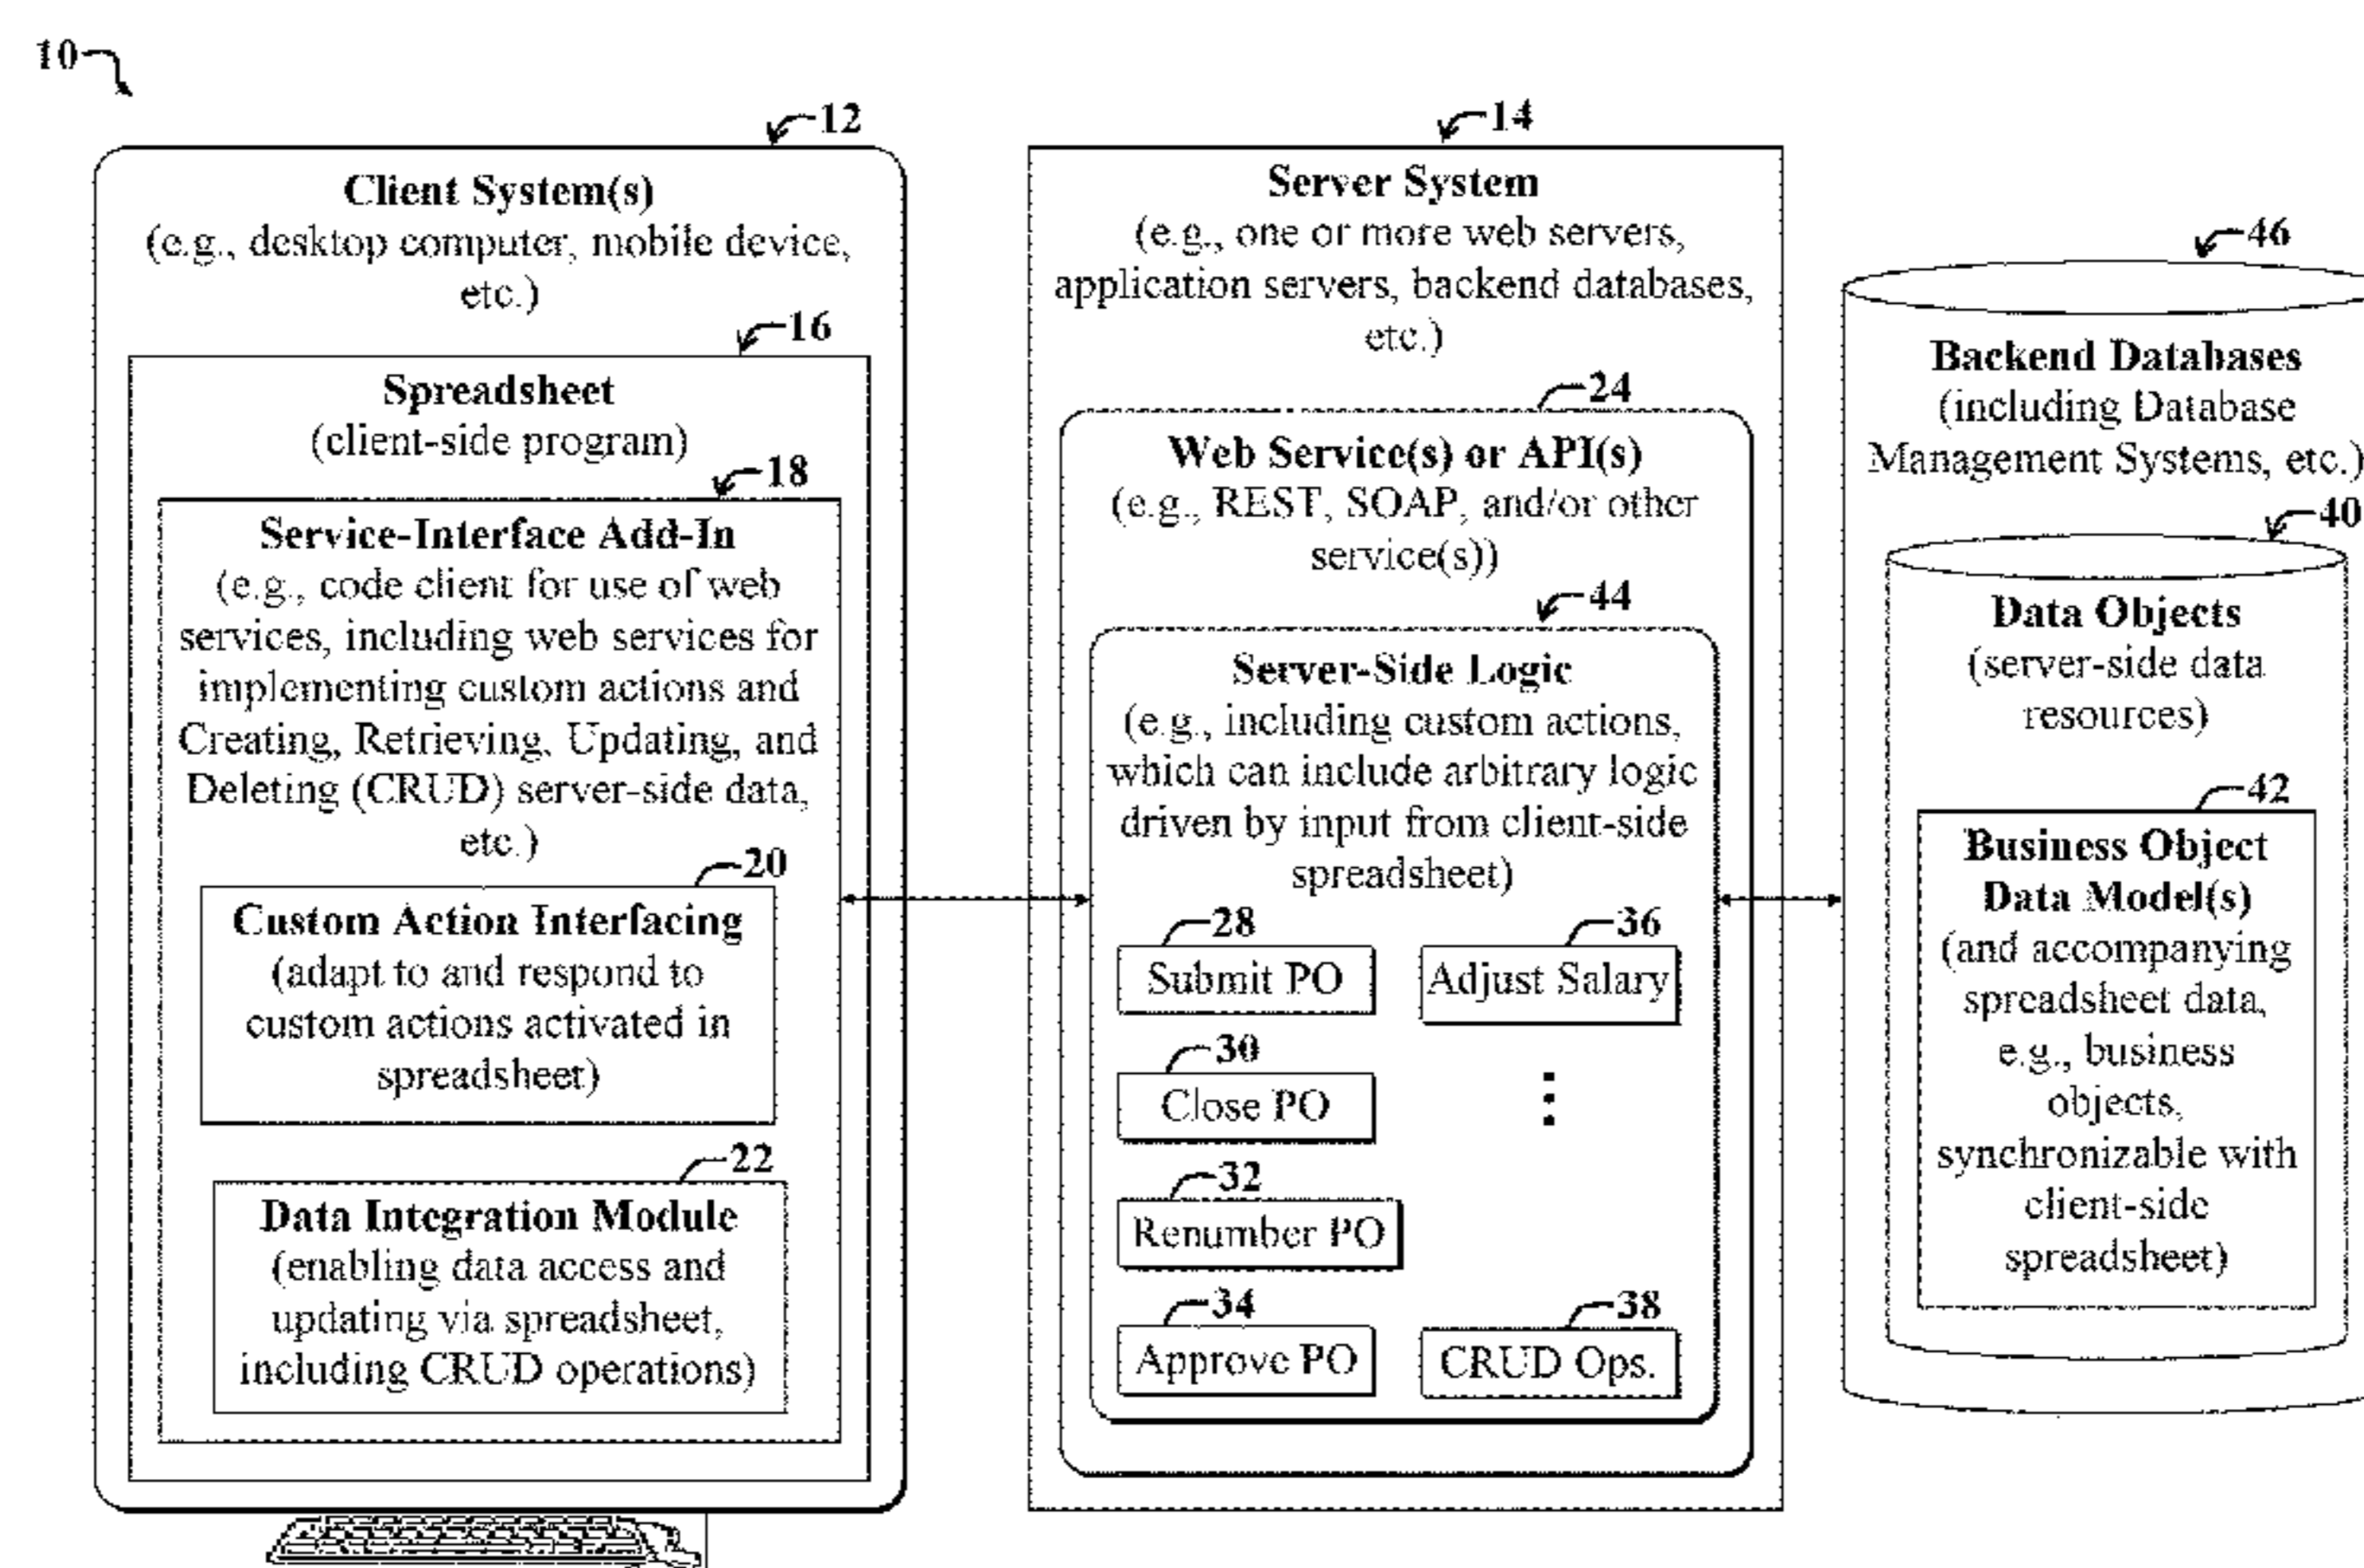 10
12
Client System(s)
(e.g., desktop computer, mobile device,
etc.)
16
Spreadsheet
(client-side program)
18
Service-Interface Add-In
(e.g., code client for use of web
services, including web services for
implementing custom actions and
Creating, Retrieving, Updating, and
Deleting (CRUD) server-side data,
etc.)
20
Custom Action Interfacing
(adapt to and respond to
custom actions activated in
spreadsheet)
22
Data Integration Module
(enabling data access and
updating via spreadsheet,
including CRUD operations)
14
Server System
(e.g., one or more web servers,
application servers, backend databases,
etc.)
24
Web Service(s) or API(s)
(e.g., REST, SOAP, and/or other
service(s))
44
Server-Side Logic
(e.g., including custom actions,
which can include arbitrary logic
driven by input from client-side
spreadsheet)
28
Submit PO
36
Adjust Salary
30
Close PO
32
Renumber PO
34
Approve PO
38
CRUD Ops.
46
Backend Databases
(including Database
Management Systems, etc.)
40
Data Objects
(server-side data
resources)
42
Business Object
Data Model(s)
(and accompanying
spreadsheet data,
e.g., business
objects,
synchronizable with
client-side
spreadsheet)